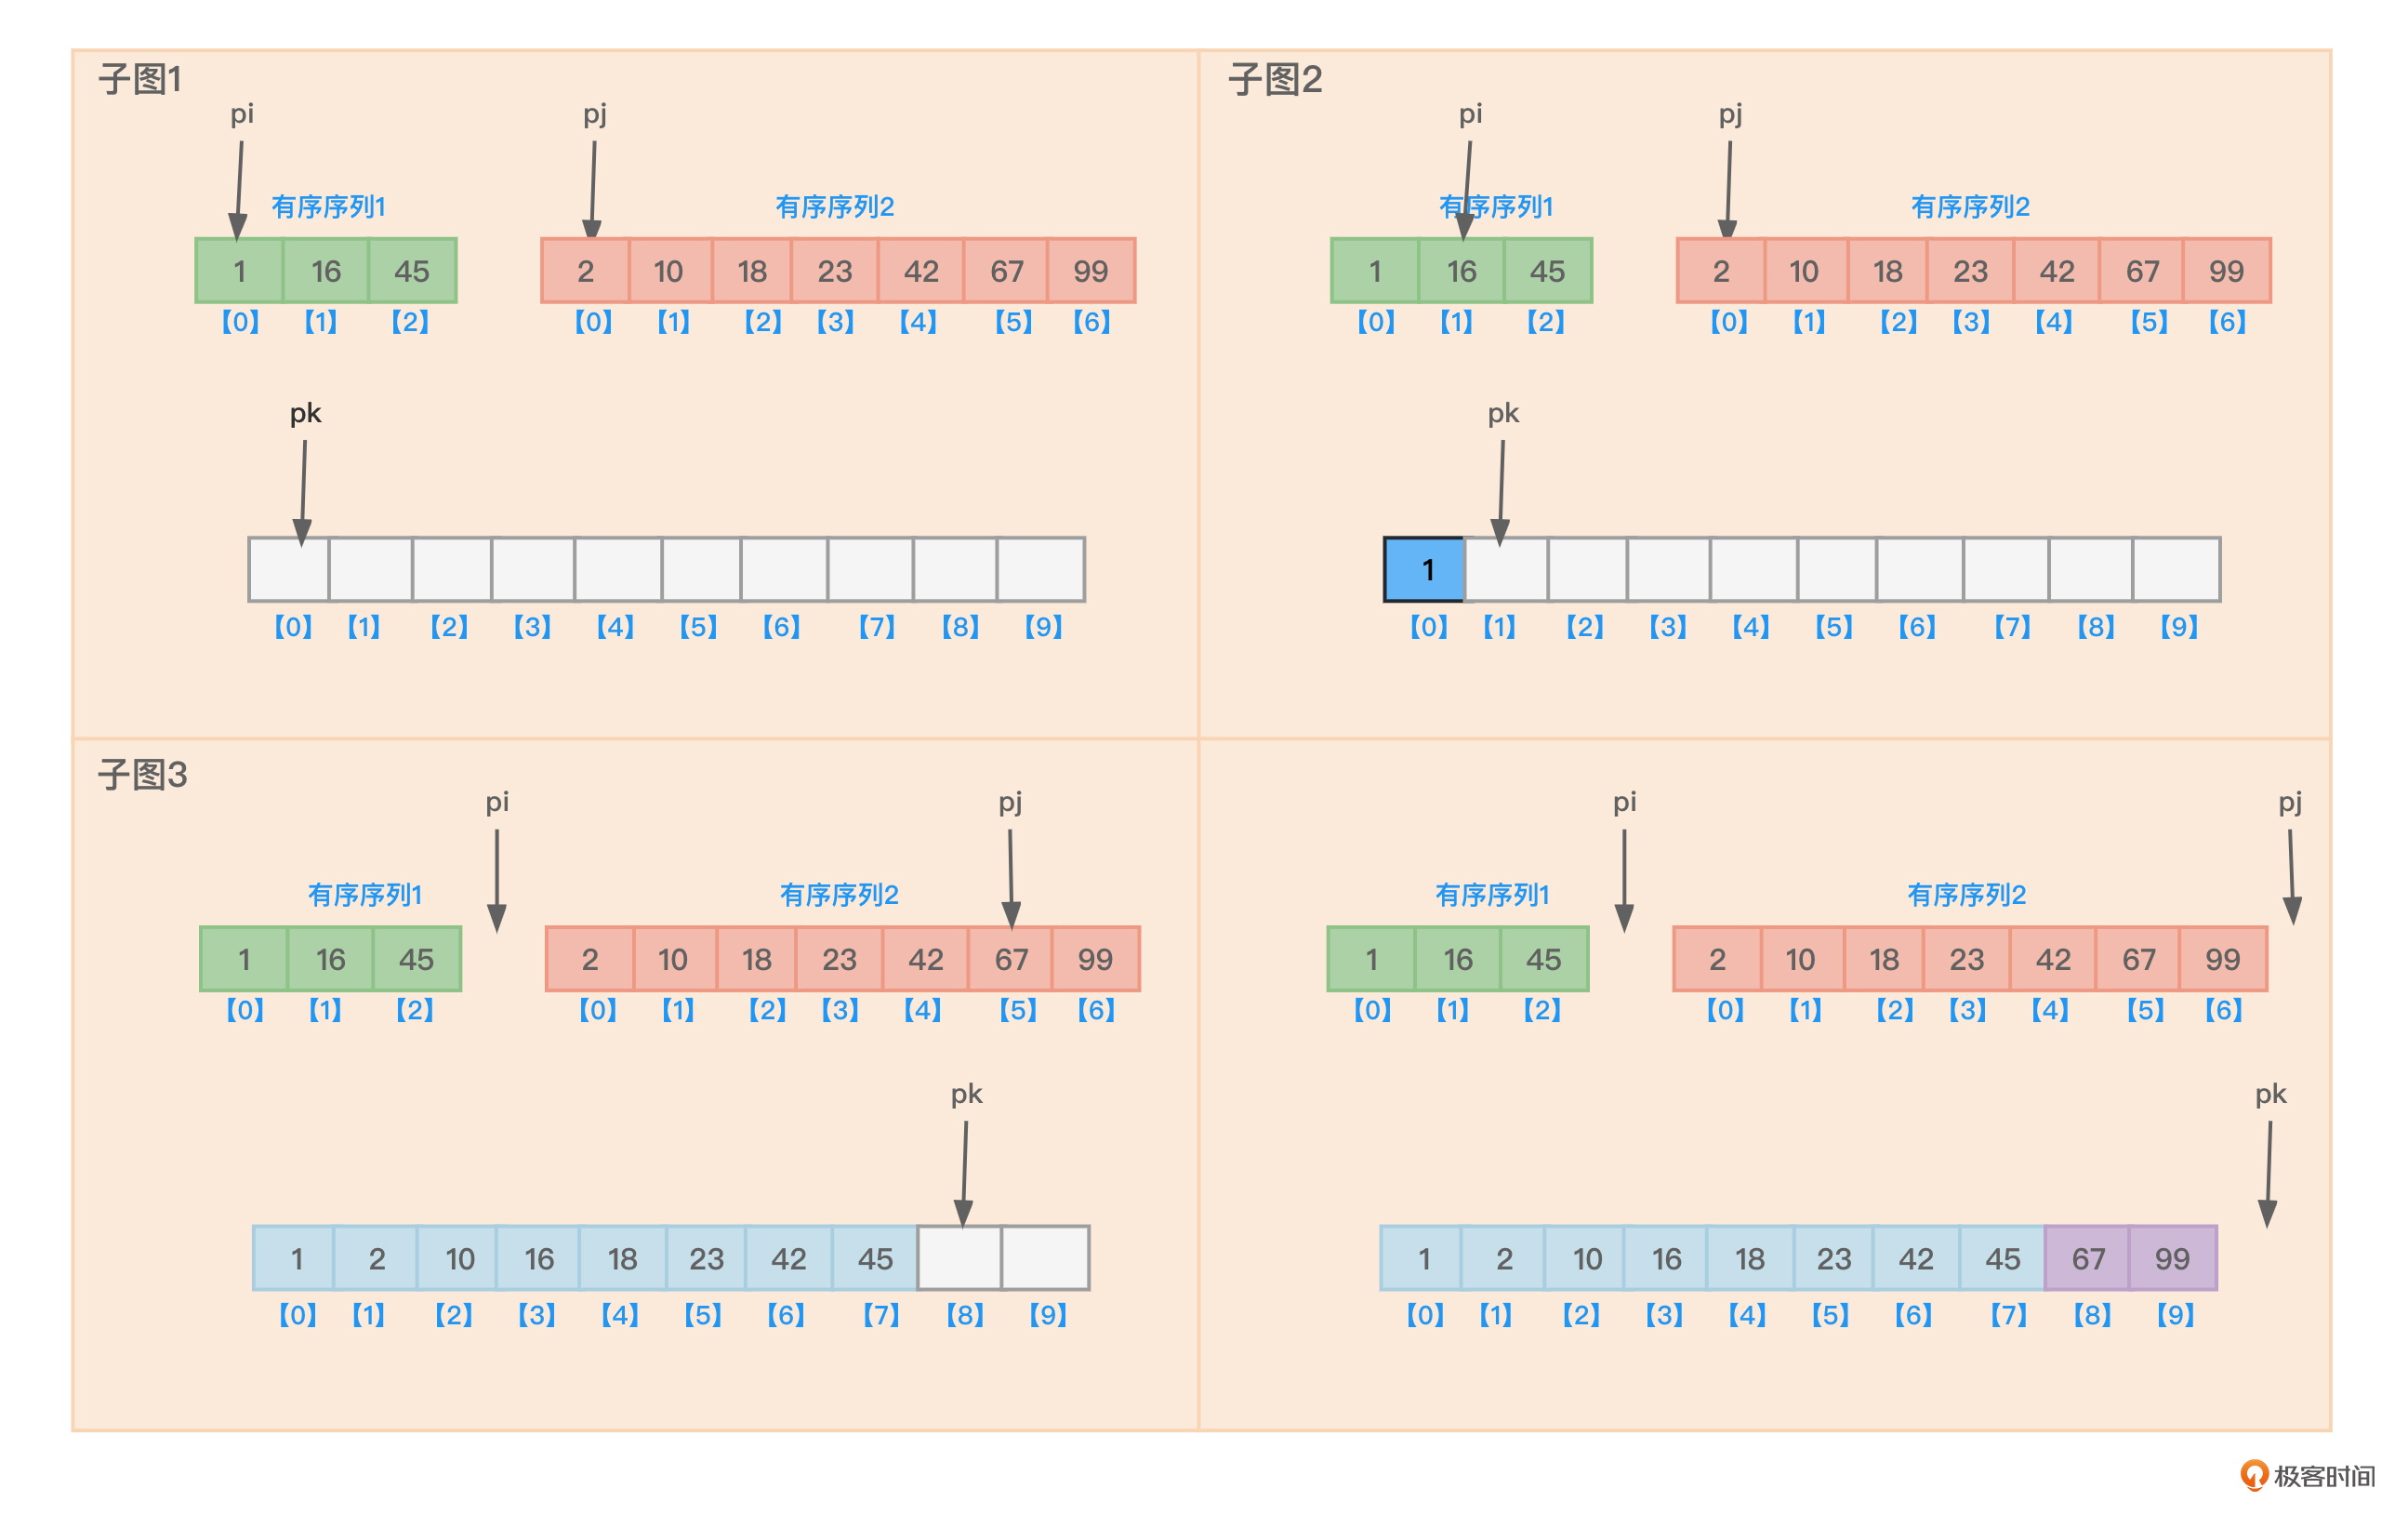 子图1
pi pj
有序序列1 有序序列2
1 16 45 2 10 18 23 42 67 99
【0】 【1】 【2】 【0】 【1】 【2】 【3】 【4】 【5】 【6】
pk
【0】 【1】 【2】 【3】 【4】 【5】 【6】 【7】 【8】 【9】
子图2
pi pj
有序序列1 有序序列2
1 16 45 2 10 18 23 42 67 99
【0】 【1】 【2】 【0】 【1】 【2】 【3】 【4】 【5】 【6】
pk
1
【0】 【1】 【2】 【3】 【4】 【5】 【6】 【7】 【8】 【9】
子图3
pi pj
有序序列1 有序序列2
1 16 45 2 10 18 23 42 67 99
【0】 【1】 【2】 【0】 【1】 【2】 【3】 【4】 【5】 【6】
pk
1 2 10 16 18 23 42 45
【0】 【1】 【2】 【3】 【4】 【5】 【6】 【7】 【8】 【9】
pi pj
有序序列1 有序序列2
1 16 45 2 10 18 23 42 67 99
【0】 【1】 【2】 【0】 【1】 【2】 【3】 【4】 【5】 【6】
pk
1 2 10 16 18 23 42 45 67 99
【0】 【1】 【2】 【3】 【4】 【5】 【6】 【7】 【8】 【9】
极客时间